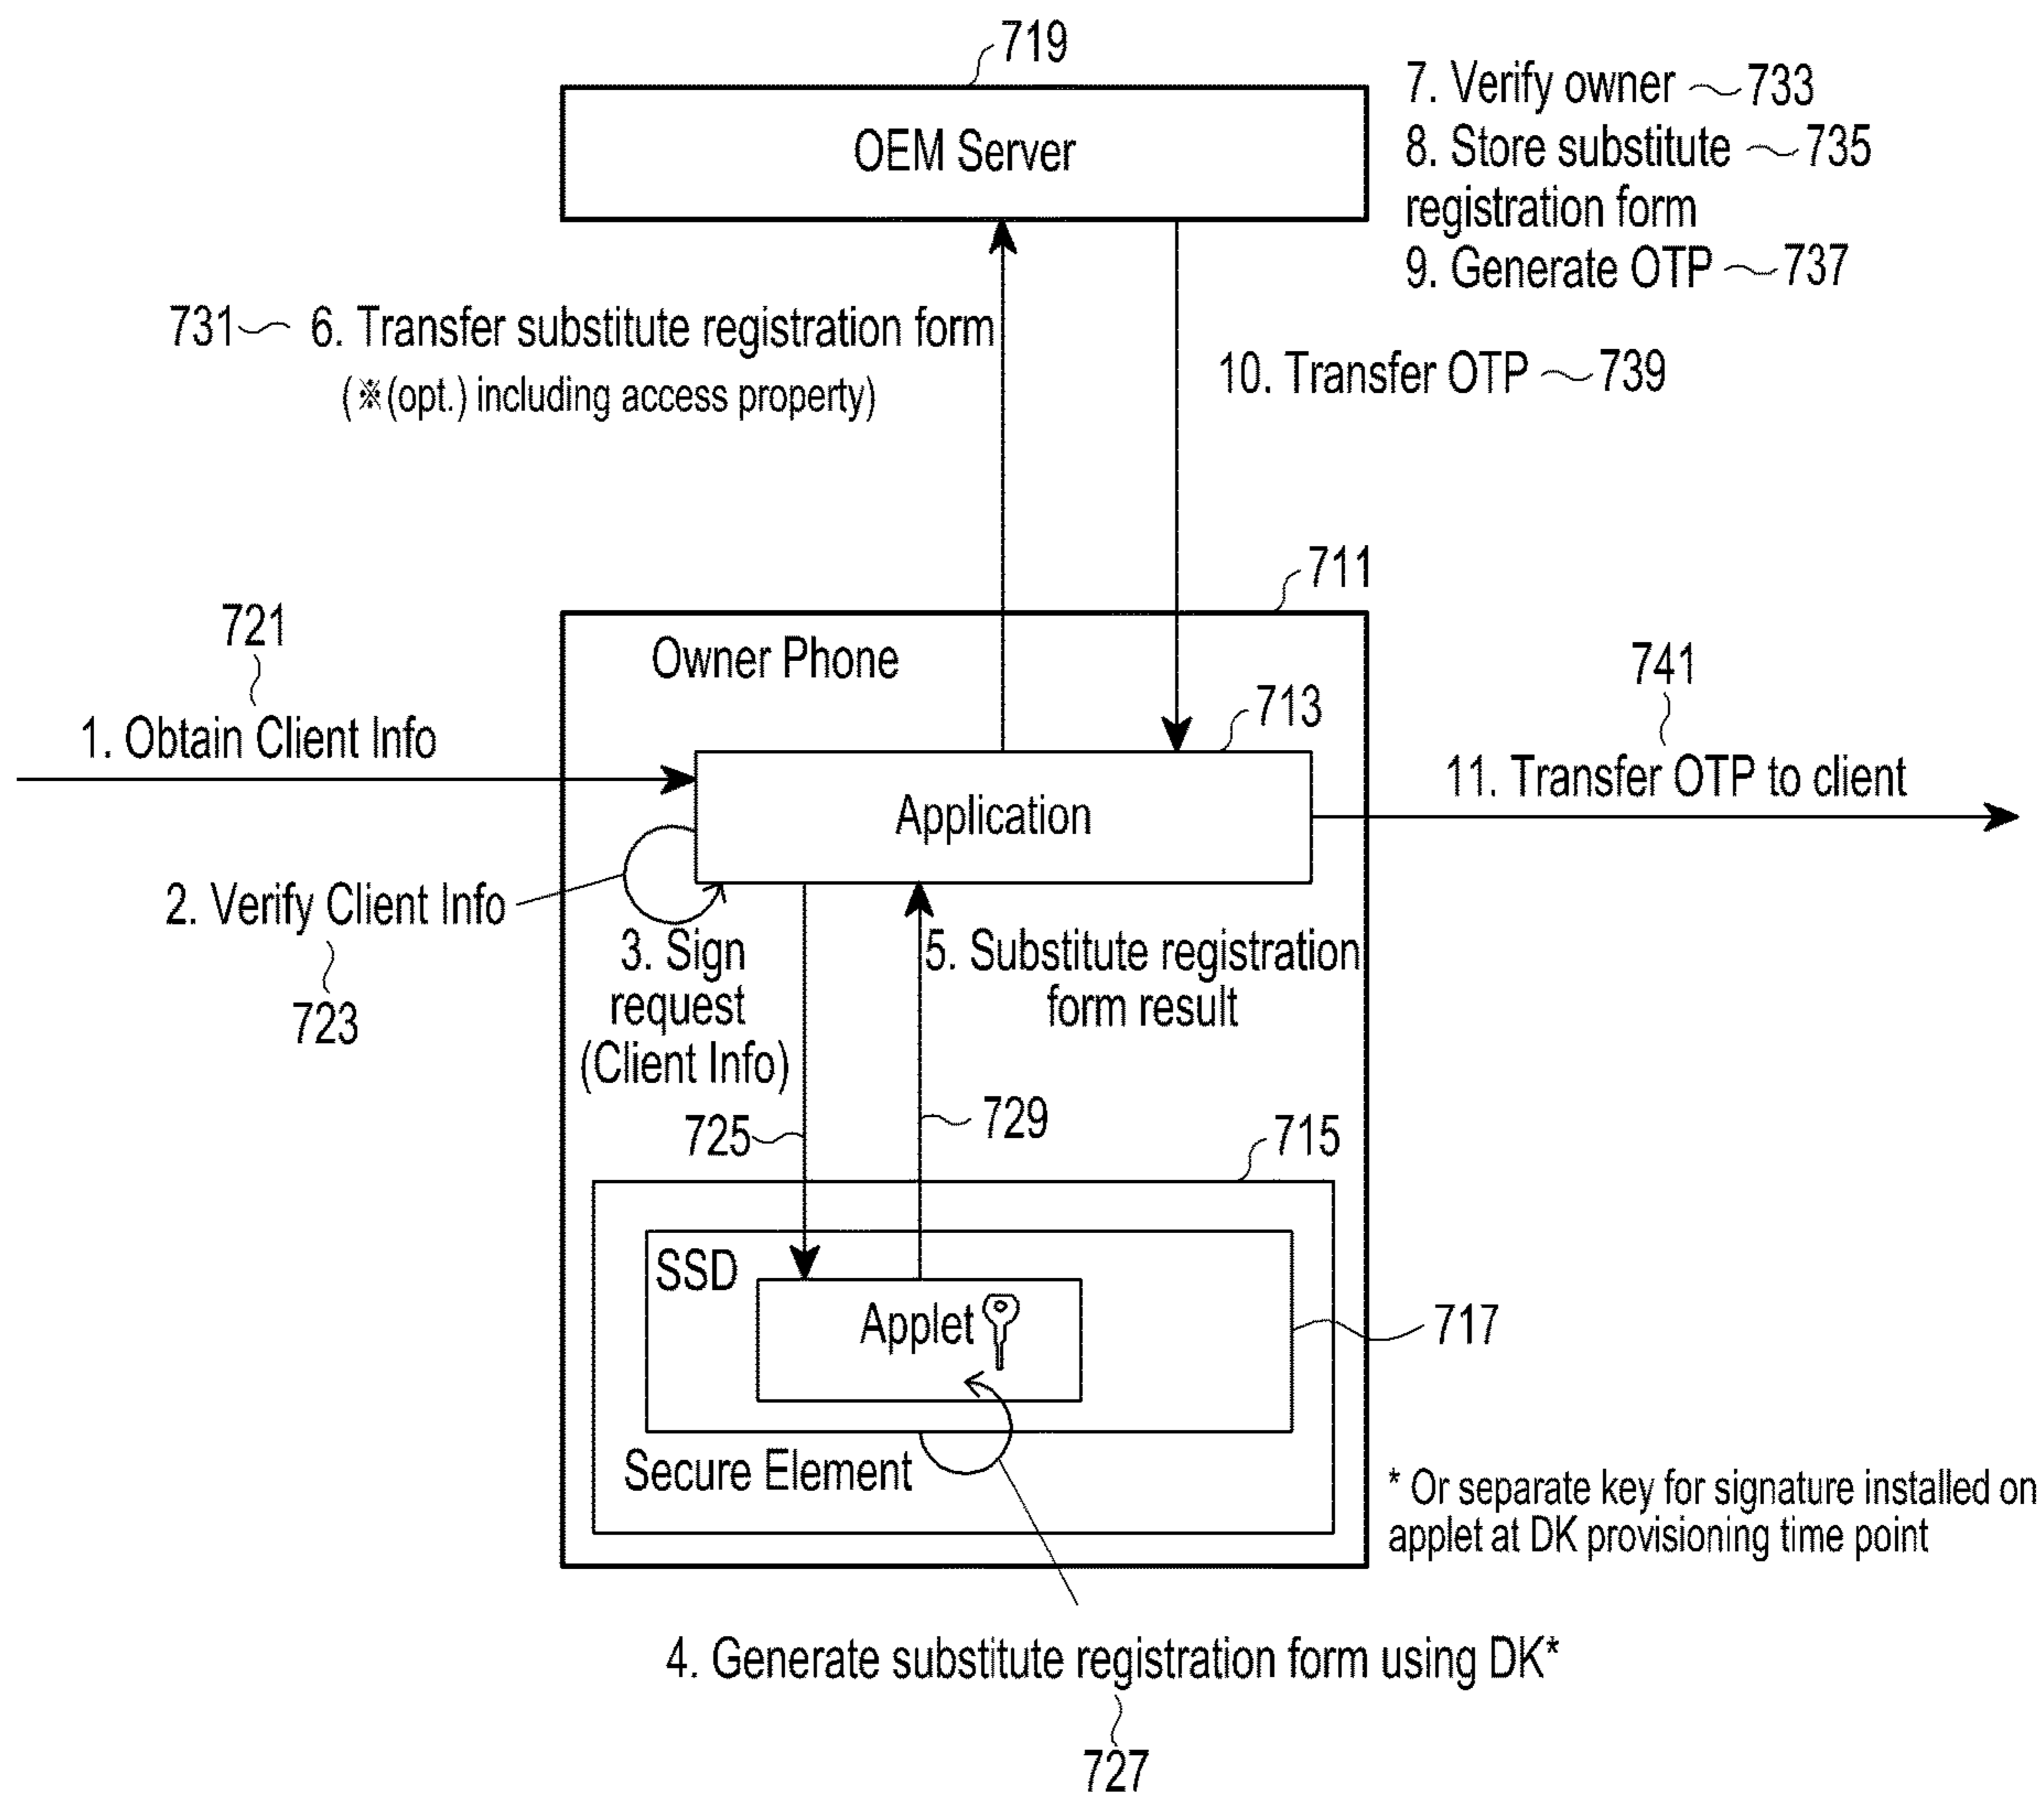 719
OEM Server
7. Verify owner 733
8. Store substitute 735
registration form
9. Generate OTP 737
731 6. Transfer substitute registration form
(※(opt.) including access property)
10. Transfer OTP 739
711
Owner Phone
721
1. Obtain Client Info
713
Application
741
11. Transfer OTP to client
2. Verify Client Info
723
3. Sign
request
(Client Info)
725
5. Substitute registration
form result
729
715
SSD
Applet
717
Secure Element
* Or separate key for signature installed on
applet at DK provisioning time point
4. Generate substitute registration form using DK*
727